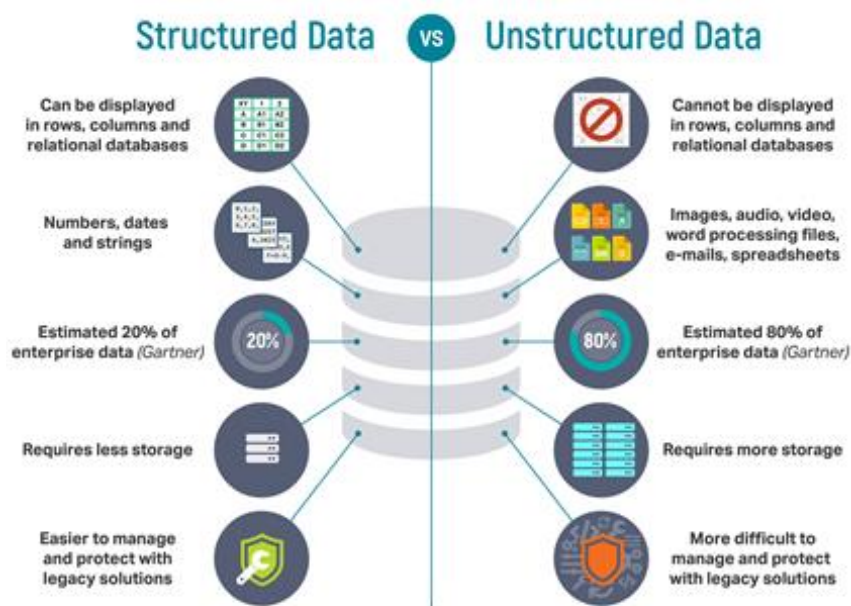 Structured Data
VS
Unstructured Data
Can be displayed
in rows, columns and
relational databases
Cannot be displayed
in rows, columns and
relational databases
Numbers, dates
and strings
Images, audio, video,
word processing files,
e-mails, spreadsheets
Estimated 20% of
enterprise data (Gartner)
20%
80%
Estimated 80% of
enterprise data (Gartner)
Requires less storage
Requires more storage
Easier to manage
and protect with
legacy solutions
More difficult to
manage and protect
with legacy solutions